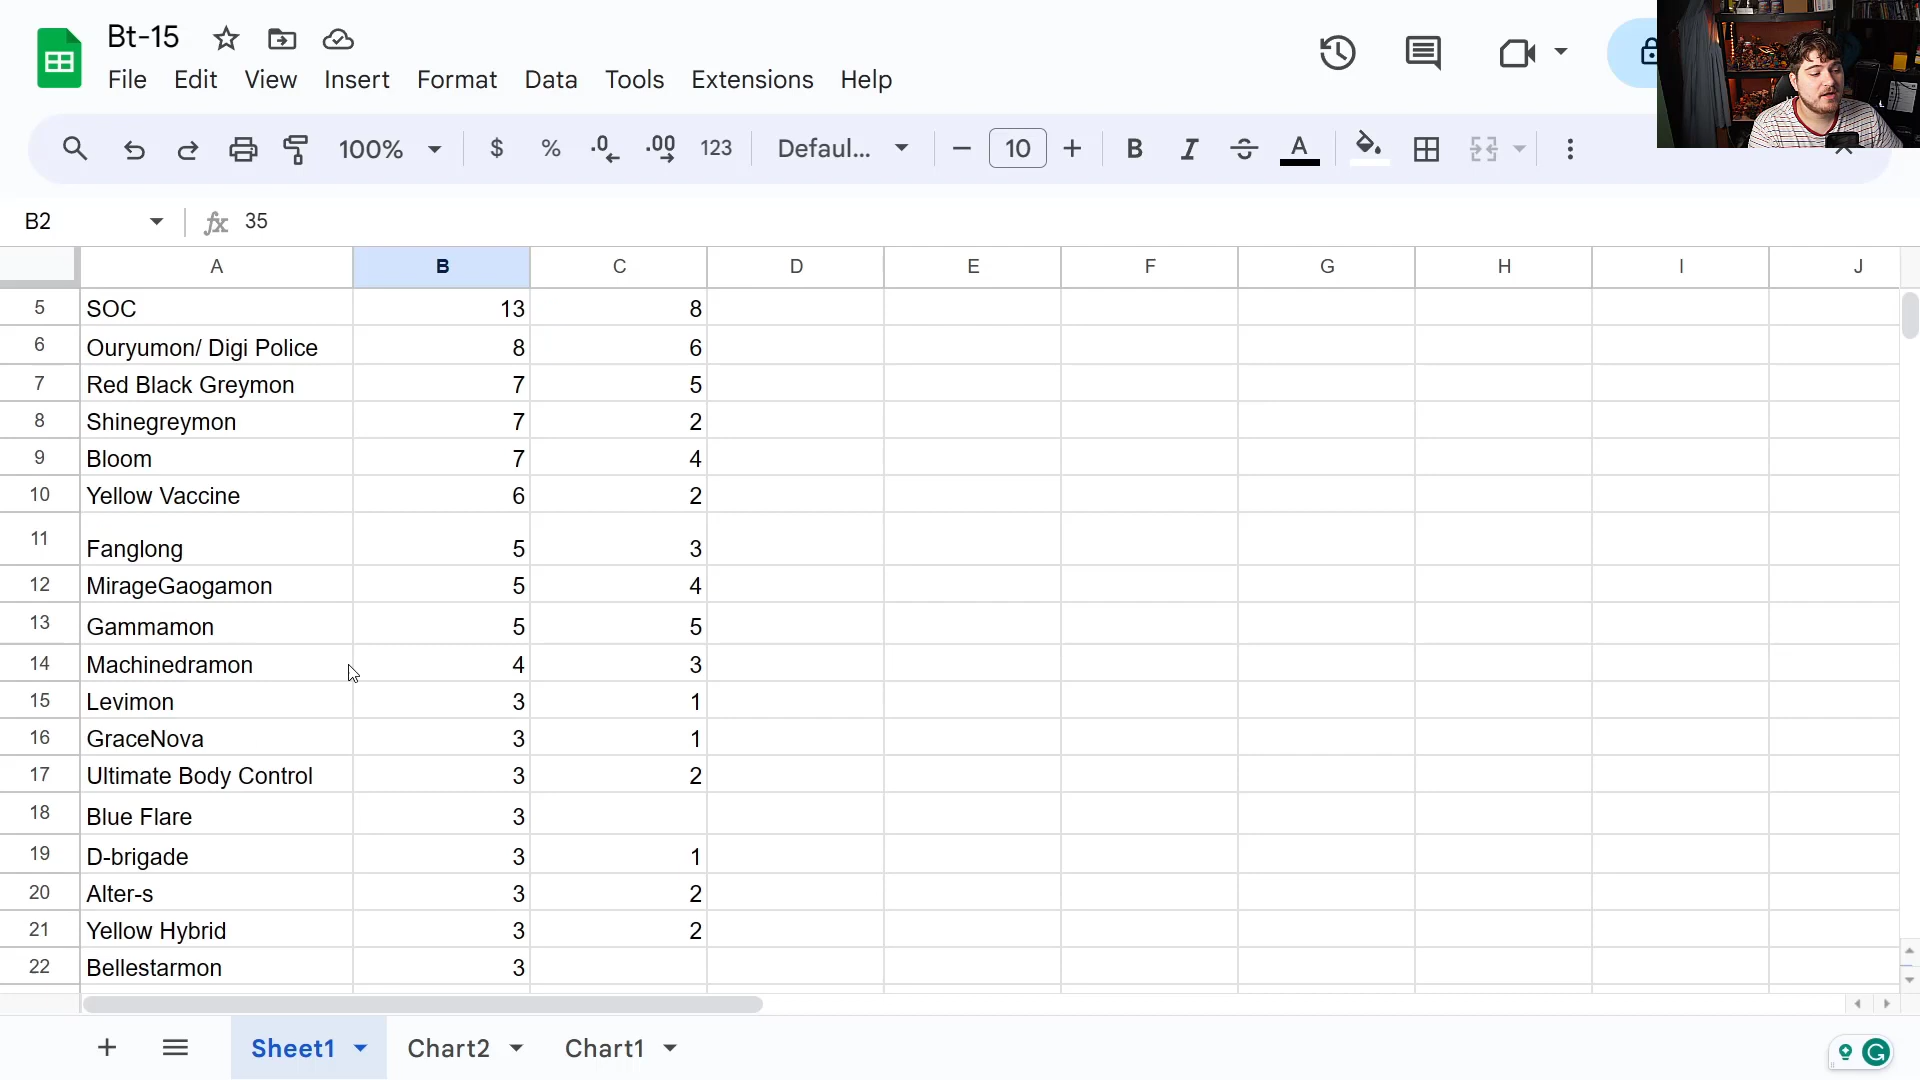 Bt-15
File Edit View Insert Format Data Tools Extensions Help
100% $ % .0 .00 123 Defaul... 10 B I S A
B2 fx 35
A B C D E F G H I J
5 SOC 13 8
6 Ouryumon/ Digi Police 8 6
7 Red Black Greymon 7 5
8 Shinegreymon 7 2
9 Bloom 7 4
10 Yellow Vaccine 6 2
11 Fanglong 5 3
12 MirageGaogamon 5 4
13 Gammamon 5 5
14 Machinedramon 4 3
15 Levimon 3 1
16 GraceNova 3 1
17 Ultimate Body Control 3 2
18 Blue Flare 3
19 D-brigade 3 1
20 Alter-s 3 2
21 Yellow Hybrid 3 2
22 Bellestarmon 3
Sheet1 Chart2 Chart1